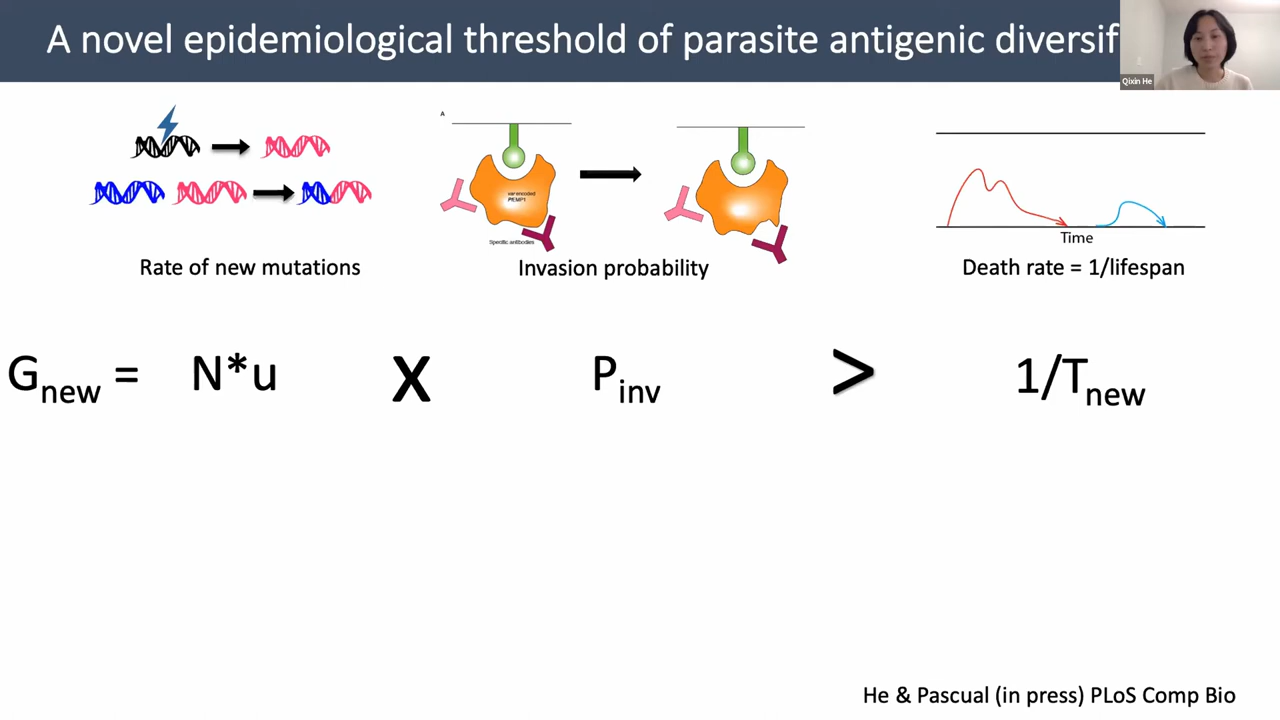 A novel epidemiological threshold of parasite antigenic diversif
Qixin He
A
var encoded
PfEMP1
Specific antibodies
Time
Rate of new mutations
Invasion probability
Death rate = 1/lifespan
Gnew = N*u X Pinv > 1/Tnew
He & Pascual (in press) PLoS Comp Bio